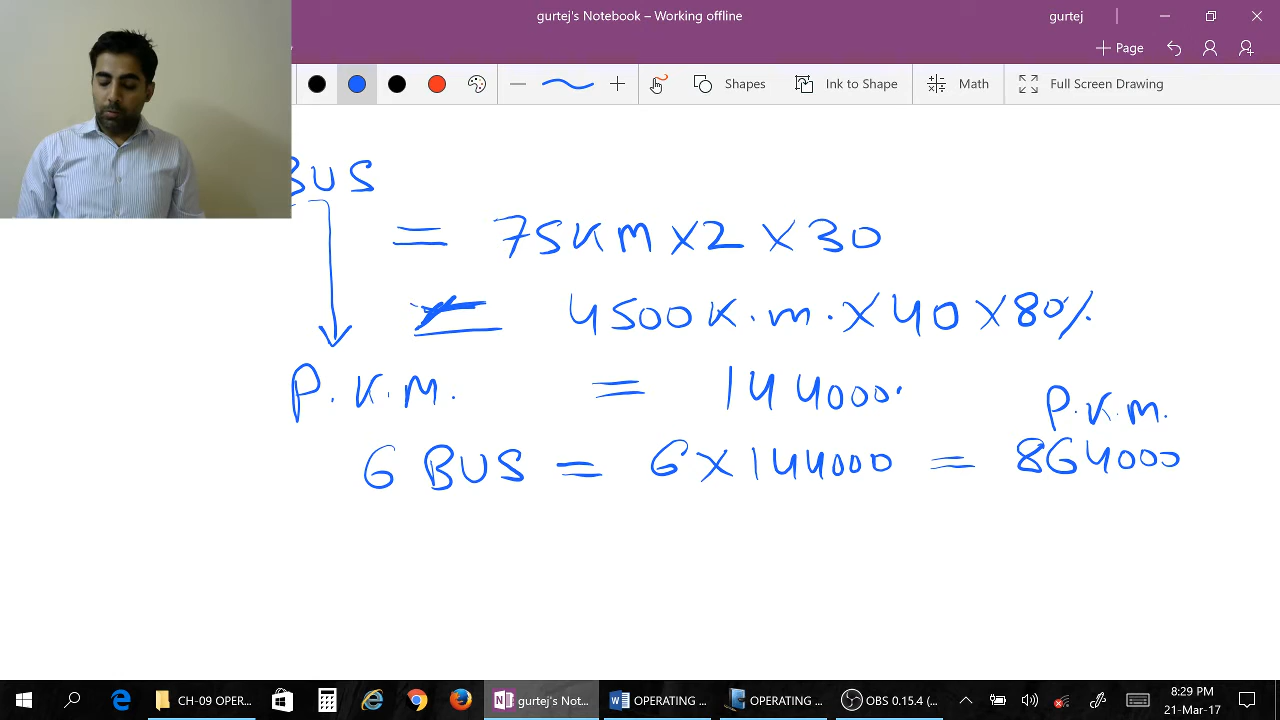 gurtej's Notebook – Working offline
gurtej
Page
Shapes
Ink to Shape
Math
Full Screen Drawing
BUS
= 75KM X2 X 30
4500K.m. X 40 X 80%
P.K.M. = 144000.
P.K.M.
6 BUS = 6 X 144000 = 864000
CH-09 OPER...
gurtej's Not...
OPERATING ...
OPERATING ...
OBS 0.15.4 (...
8:29 PM
21-Mar-17